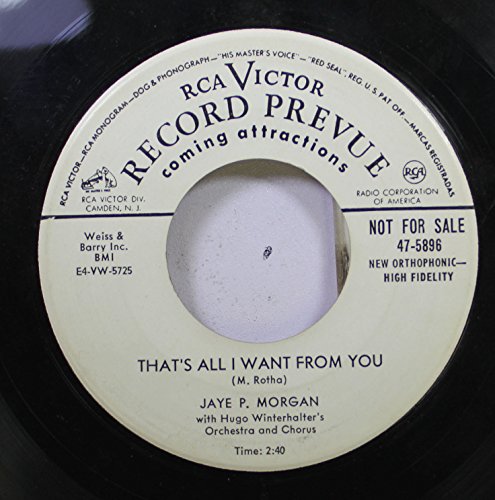 RCA VICTOR—RCA MONOGRAM—DOG & PHONOGRAPH—"HIS MASTER'S VOICE"—"RED SEAL", REG. U.S. PAT OFF.—MARCAS REGISTRADAS
RCA VICTOR
RECORD PREVUE
coming attractions
RCA VICTOR DIV.
CAMDEN, N. J.
RCA
RADIO CORPORATION
OF AMERICA
Weiss &
Barry Inc.
BMI
E4-VW-5725
NOT FOR SALE
47-5896
NEW ORTHOPHONIC—
HIGH FIDELITY
THAT'S ALL I WANT FROM YOU
(M. Rotha)
JAYE P. MORGAN
with Hugo Winterhalter's
Orchestra and Chorus
Time: 2:40